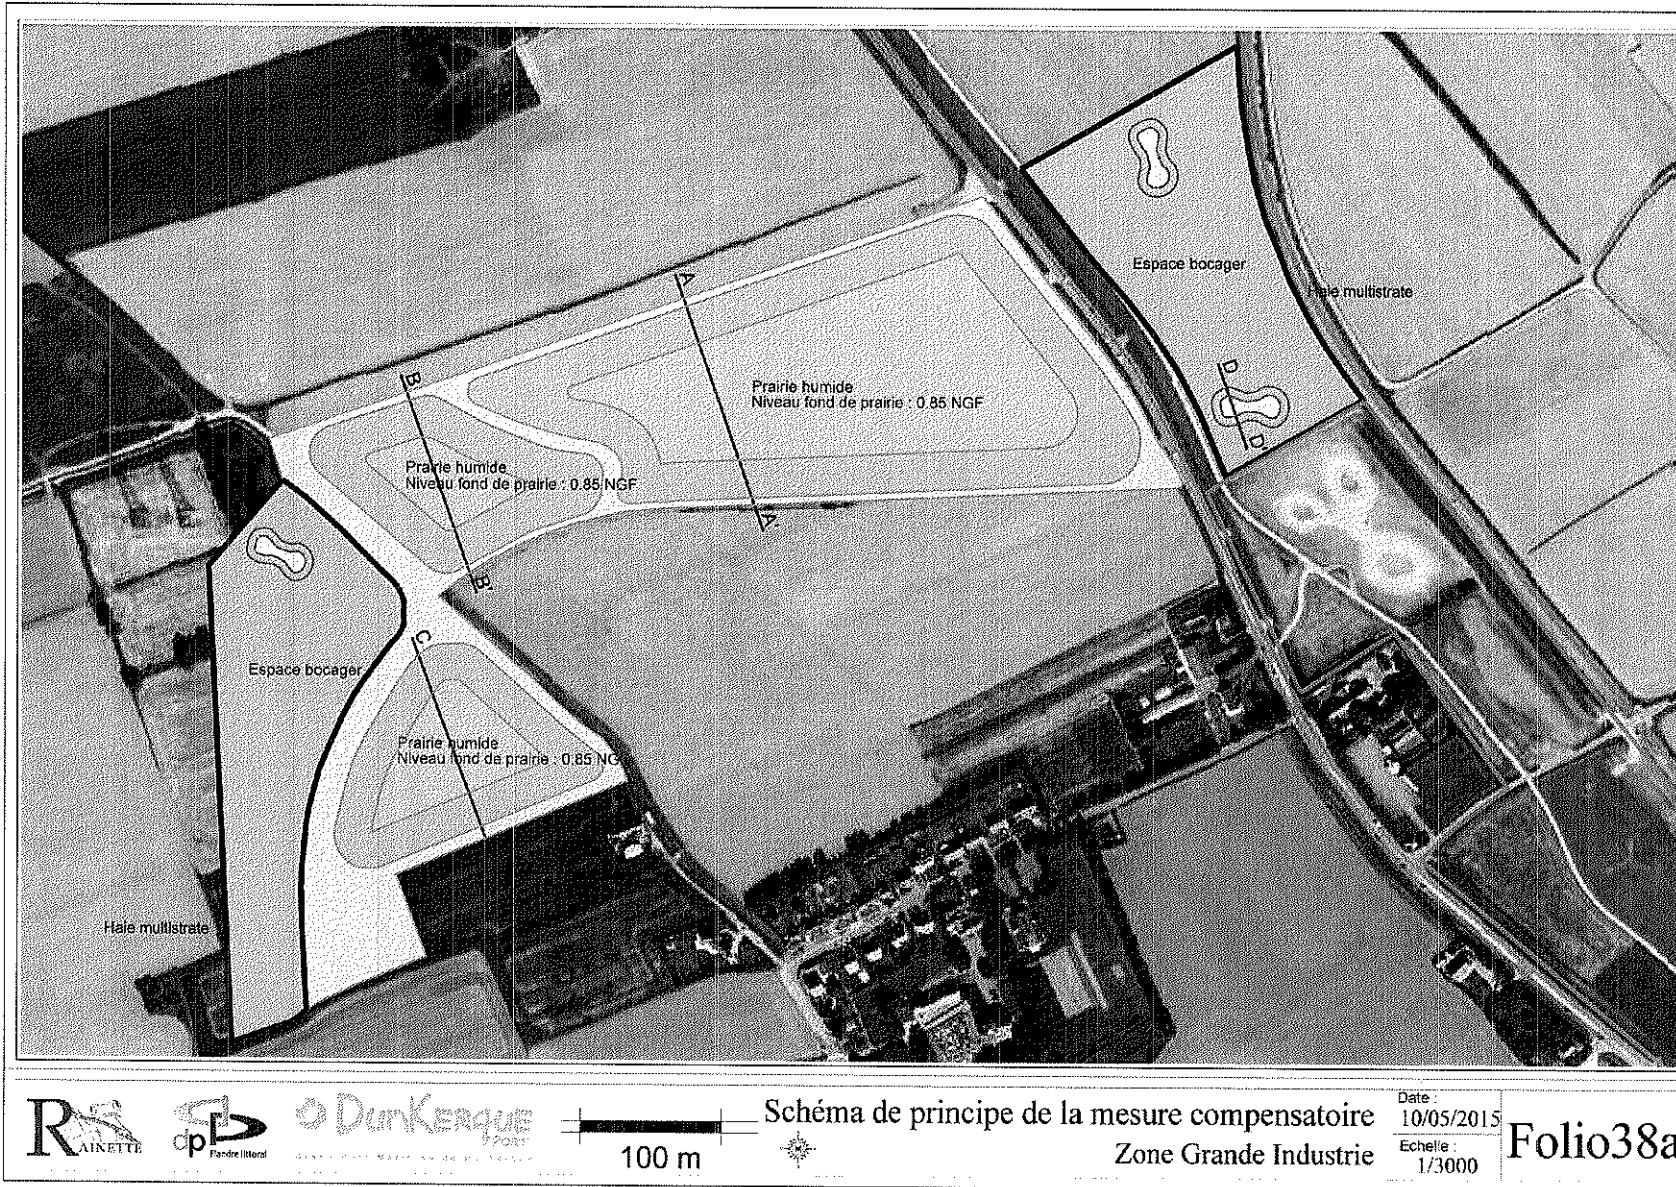 Espace bocager
Haie multistrate
A
D
B
Prairie humide
Niveau fond de prairie : 0.85 NGF
D'
Prairie humide
Niveau fond de prairie : 0.85 NGF
A'
B'
C
Espace bocager
Prairie humide
Niveau fond de prairie : 0.85 NG
Haie multistrate
RAINETTE
dp
Flandre littoral
DUNKERQUE
PORT
100 m
Schéma de principe de la mesure compensatoire
Zone Grande Industrie
Date :
10/05/2015
Echelle :
1/3000
Folio38a